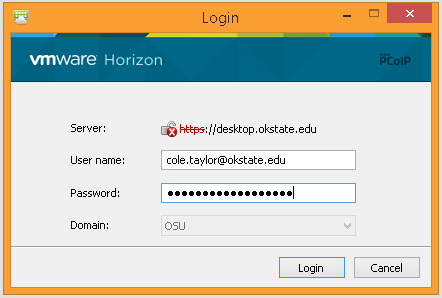 Login
vmware Horizon
PCoIP
Server: https://desktop.okstate.edu
User name: cole.taylor@okstate.edu
Password: ●●●●●●●●●●●●●●●●●●
Domain: OSU
Login Cancel